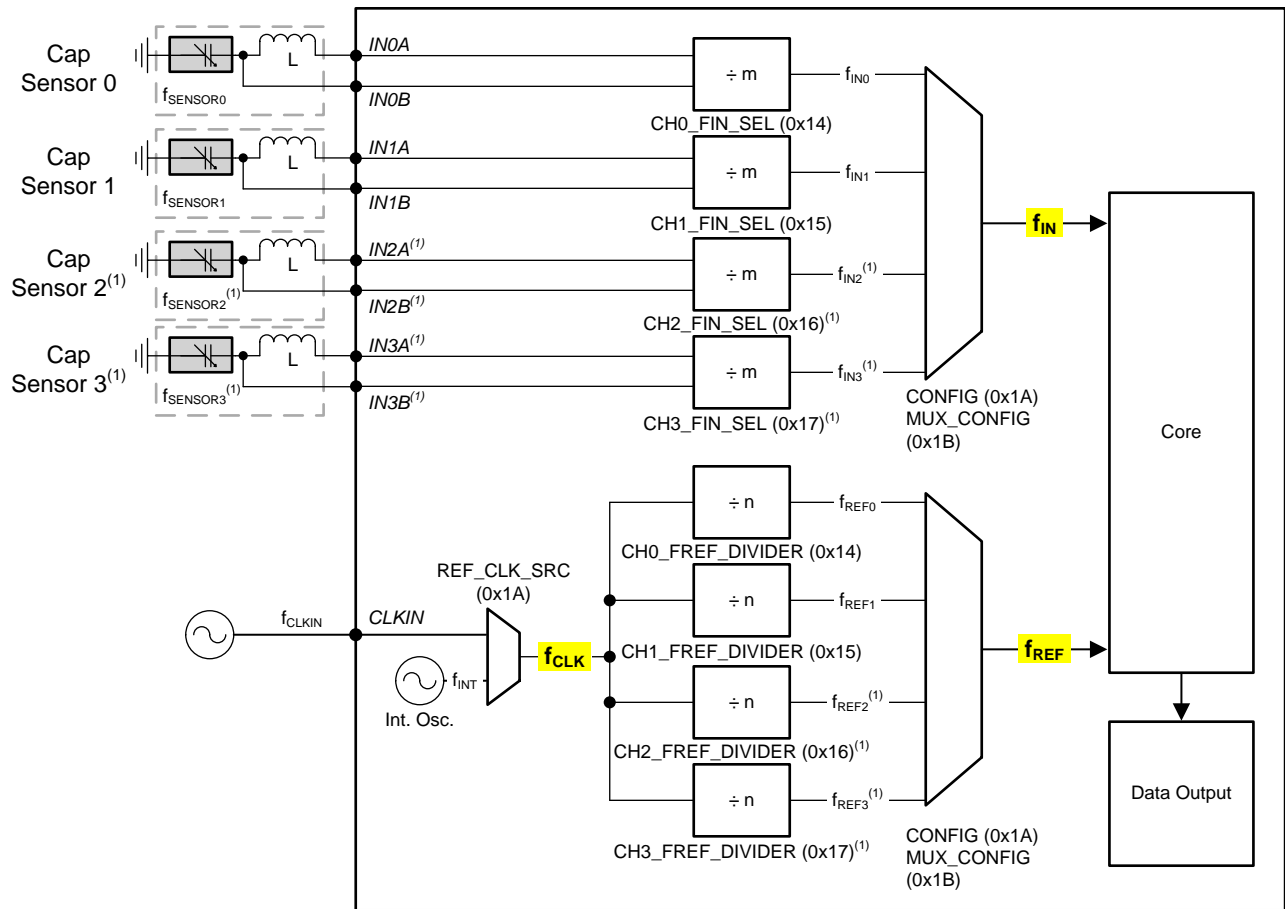 Cap
Sensor 0
fSENSOR0
L
IN0A
IN0B
÷ m
fIN0
CH0_FIN_SEL (0x14)
Cap
Sensor 1
fSENSOR1
L
IN1A
IN1B
÷ m
fIN1
CH1_FIN_SEL (0x15)
Cap
Sensor 2(1)
fSENSOR2(1)
L
IN2A(1)
IN2B(1)
÷ m
fIN2(1)
CH2_FIN_SEL (0x16)(1)
Cap
Sensor 3(1)
fSENSOR3(1)
L
IN3A(1)
IN3B(1)
÷ m
fIN3(1)
CH3_FIN_SEL (0x17)(1)
CONFIG (0x1A)
MUX_CONFIG
(0x1B)
fIN
Core
÷ n
fREF0
CH0_FREF_DIVIDER (0x14)
REF_CLK_SRC
(0x1A)
fCLKIN
CLKIN
fINT
Int. Osc.
fCLK
÷ n
fREF1
CH1_FREF_DIVIDER (0x15)
÷ n
fREF2(1)
CH2_FREF_DIVIDER (0x16)(1)
÷ n
fREF3(1)
CH3_FREF_DIVIDER (0x17)(1)
CONFIG (0x1A)
MUX_CONFIG
(0x1B)
fREF
Data Output